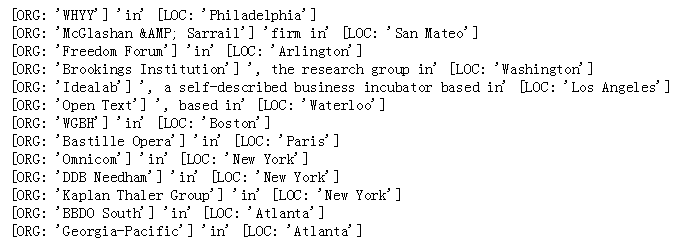 [ORG: 'WHYY'] 'in' [LOC: 'Philadelphia']
[ORG: 'McGlashan &AMP; Sarrail'] 'firm in' [LOC: 'San Mateo']
[ORG: 'Freedom Forum'] 'in' [LOC: 'Arlington']
[ORG: 'Brookings Institution'] ', the research group in' [LOC: 'Washington']
[ORG: 'Idealab'] ', a self-described business incubator based in' [LOC: 'Los Angeles']
[ORG: 'Open Text'] ', based in' [LOC: 'Waterloo']
[ORG: 'WGBH'] 'in' [LOC: 'Boston']
[ORG: 'Bastille Opera'] 'in' [LOC: 'Paris']
[ORG: 'Omnicom'] 'in' [LOC: 'New York']
[ORG: 'DDB Needham'] 'in' [LOC: 'New York']
[ORG: 'Kaplan Thaler Group'] 'in' [LOC: 'New York']
[ORG: 'BBDO South'] 'in' [LOC: 'Atlanta']
[ORG: 'Georgia-Pacific'] 'in' [LOC: 'Atlanta']